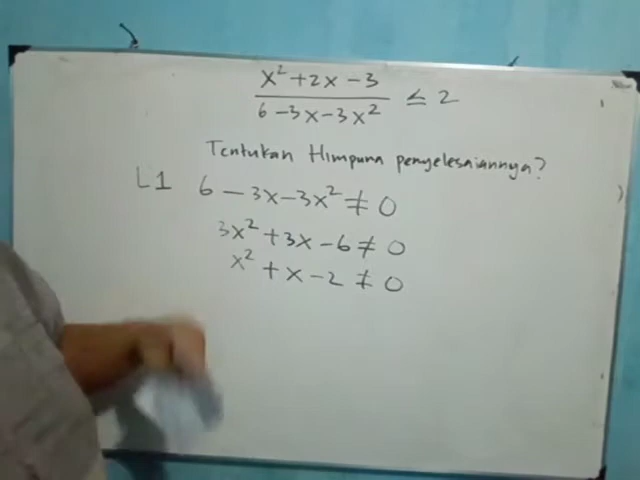 x² + 2x - 3
6 - 3x - 3x² ≤ 2
Tentukan Himpuna penyelesaiannya?
L1 6 - 3x - 3x² ≠ 0
3x² + 3x - 6 ≠ 0
x² + x - 2 ≠ 0